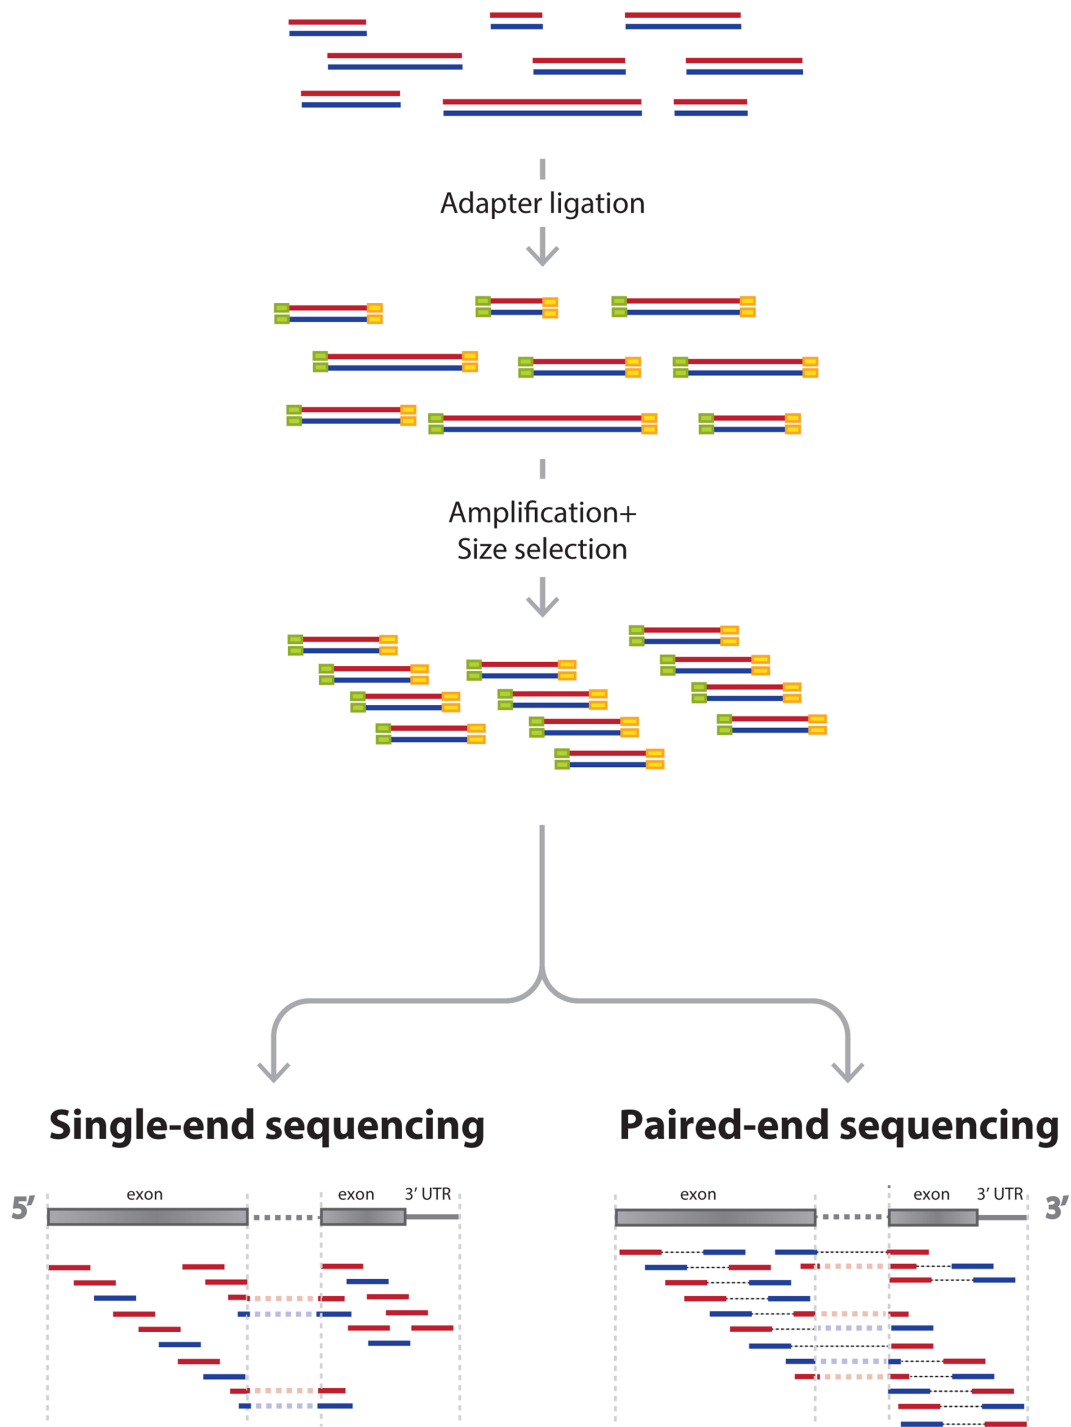 Adapter ligation
Amplification+
Size selection
Single-end sequencing
Paired-end sequencing
5’ exon exon 3’ UTR
exon exon 3’ UTR 3’